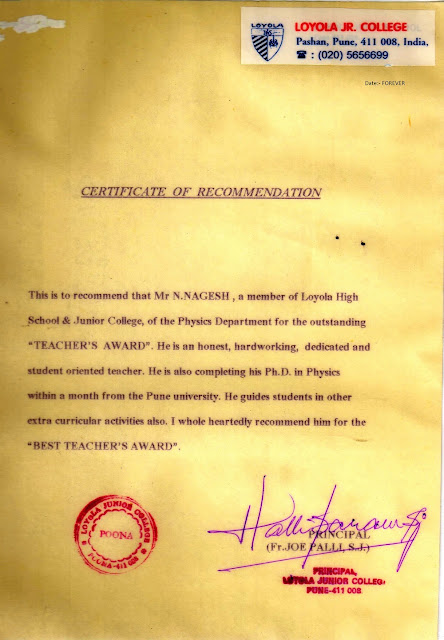 LOYOLA
LOYOLA JR. COLLEGE
Pashan, Pune, 411 008, India,
☎ : (020) 5656699
Date:- FOREVER
CERTIFICATE OF RECOMMENDATION
This is to recommend that Mr N.NAGESH , a member of Loyola High
School & Junior College, of the Physics Department for the outstanding
“TEACHER'S AWARD”. He is an honest, hardworking, dedicated and
student oriented teacher. He is also completing his Ph.D. in Physics
within a month from the Pune university. He guides students in other
extra curricular activities also. I whole heartedly recommend him for the
“BEST TEACHER'S AWARD”.
LOYOLA JUNIOR COLLEGE
POONA
PRINCIPAL
(Fr.JOE PALLI, S.J.)
PRINCIPAL,
LOYOLA JUNIOR COLLEG
PUNE-411 008